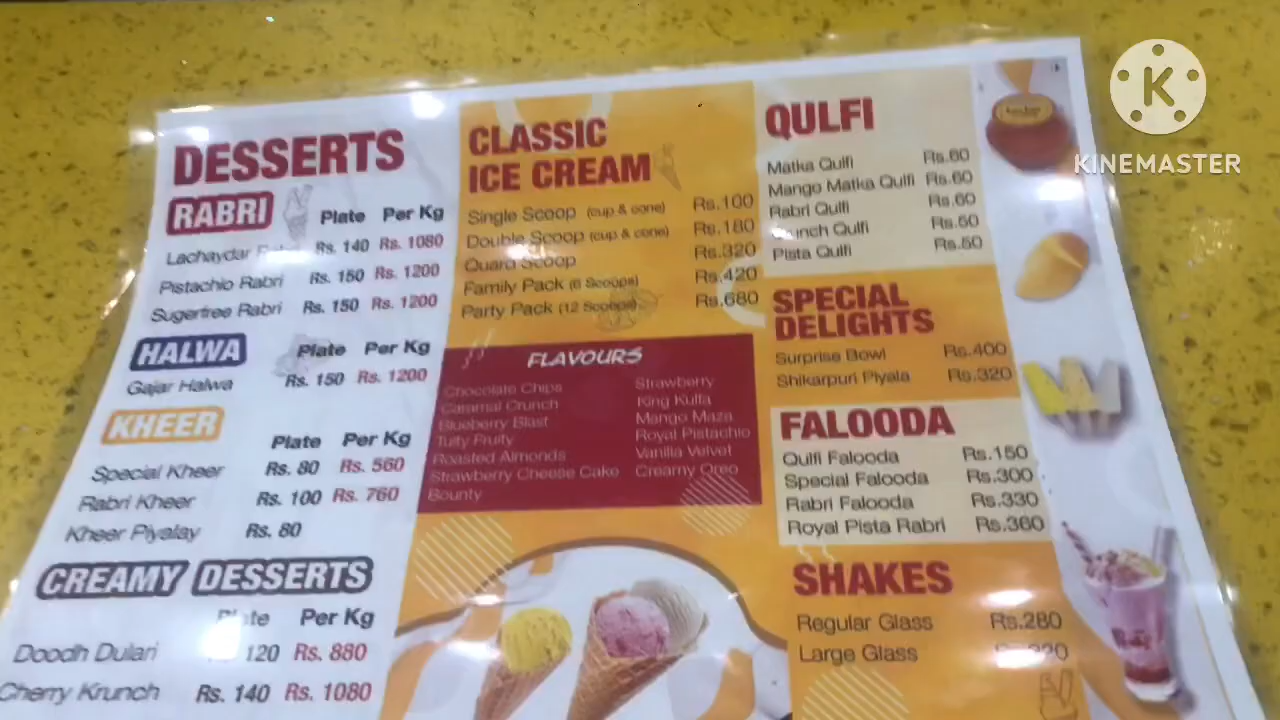 DESSERTS
RABRI Plate Per Kg
Lachaydar Rs. 140 Rs. 1080
Pistachio Rabri Rs. 150 Rs. 1200
Sugerfree Rabri Rs. 150 Rs. 1200
HALWA Plate Per Kg
Gajar Halwa Rs. 150 Rs. 1200
KHEER
Plate Per Kg
Special Kheer Rs. 80 Rs. 560
Rabri Kheer Rs. 100 Rs. 760
Kheer Piyalay Rs. 80
CREAMY DESSERTS
Per Kg
Doodh Dulari 120 Rs. 880
Cherry Krunch Rs. 140 Rs. 1080
CLASSIC
ICE CREAM
Single Scoop (cup & cone) Rs.100
Double Scoop (cup & cone) Rs.180
Quard Scoop Rs.320
Family Pack (6 Scoops) Rs.420
Party Pack (12 Scoops) Rs.680
FLAVOURS
Chocolate Chips
Caramal Crunch
Blueberry Blast
Tuity Fruity
Roasted Almonds
Strawberry Cheese Cake
Bounty
Strawberry
King Kulfa
Mango Maza
Royal Pistachio
Vanilla Velvet
Creamy Oreo
QULFI
Matka Qulfi Rs.60
Mango Matka Qulfi Rs.60
Rabri Qulfi Rs.60
Qulfi Rs.50
Pista Qulfi Rs.50
SPECIAL
DELIGHTS
Surprise Bowl Rs.400
Shikarpuri Piyala Rs.320
FALOODA
Qulfi Falooda Rs.150
Special Falooda Rs.300
Rabri Falooda Rs.330
Royal Pista Rabri Rs.360
SHAKES
Regular Glass Rs.280
Large Glass
K
KINEMASTER